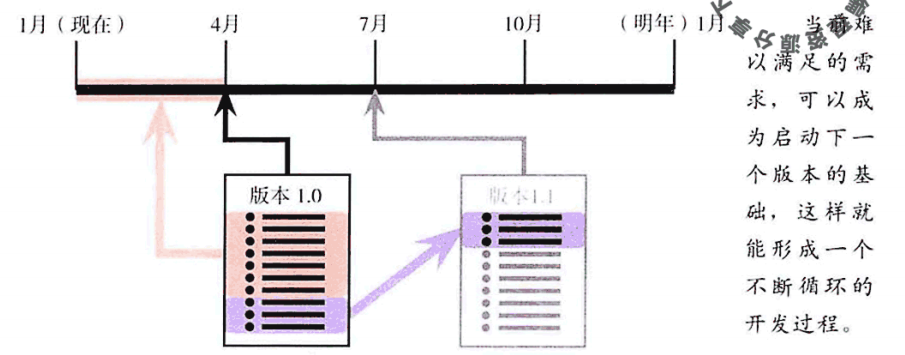 1月（现在）
4月
7月
10月
（明年）1月
版本 1.0
版本1.1
当前难
以满足的需
求，可以成
为启动下一
个版本的基
础，这样就
能形成一个
不断循环的
开发过程。